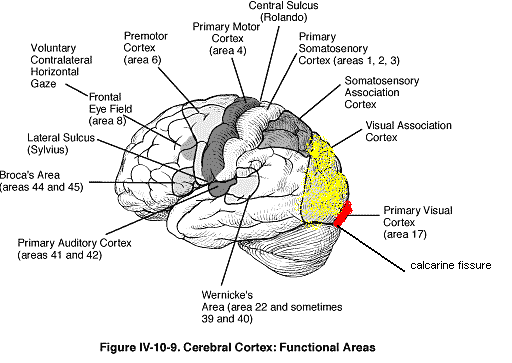 Central Sulcus
(Rolando)
Primary Motor
Cortex
(area 4)
Premotor
Cortex
(area 6)
Primary
Somatosenory
Cortex (areas 1, 2, 3)
Voluntary
Contralateral
Horizontal
Gaze
Somatosensory
Association
Cortex
Frontal
Eye Field
(area 8)
Visual Association
Cortex
Lateral Sulcus
(Sylvius)
Broca's Area
(areas 44 and 45)
Primary Visual
Cortex
(area 17)
Primary Auditory Cortex
(areas 41 and 42)
calcarine fissure
Wernicke's
Area (area 22 and sometimes
39 and 40)
Figure IV-10-9. Cerebral Cortex: Functional Areas